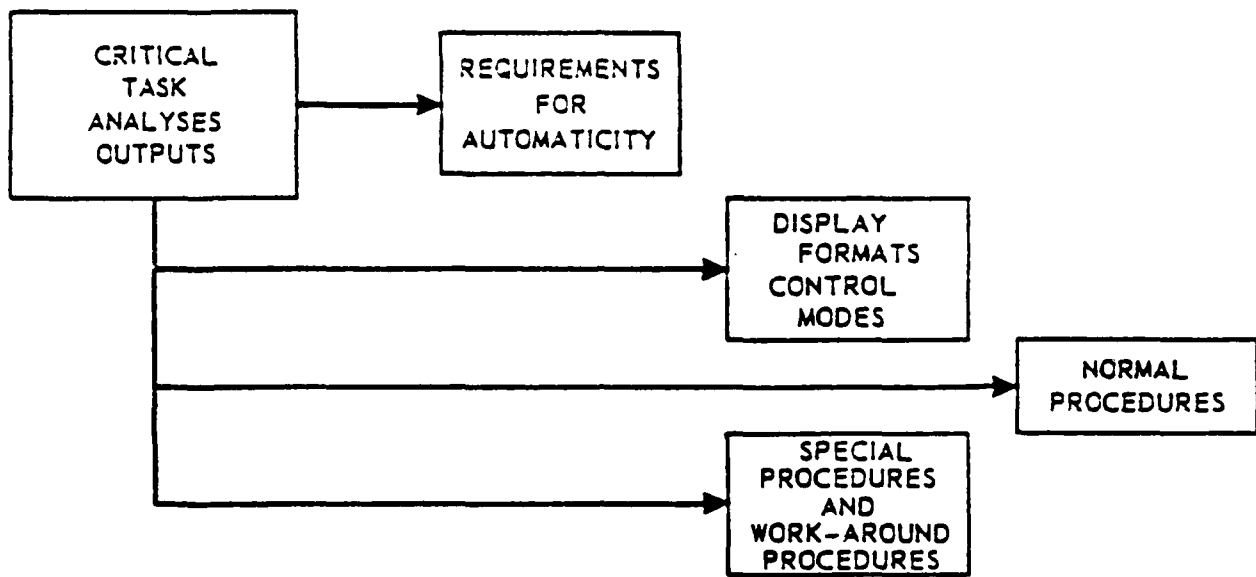 CRITICAL
TASK
ANALYSES
OUTPUTS
REQUIREMENTS
FOR
AUTOMATICITY
DISPLAY
FORMATS
CONTROL
MODES
NORMAL
PROCEDURES
SPECIAL
PROCEDURES
AND
WORK-AROUND
PROCEDURES